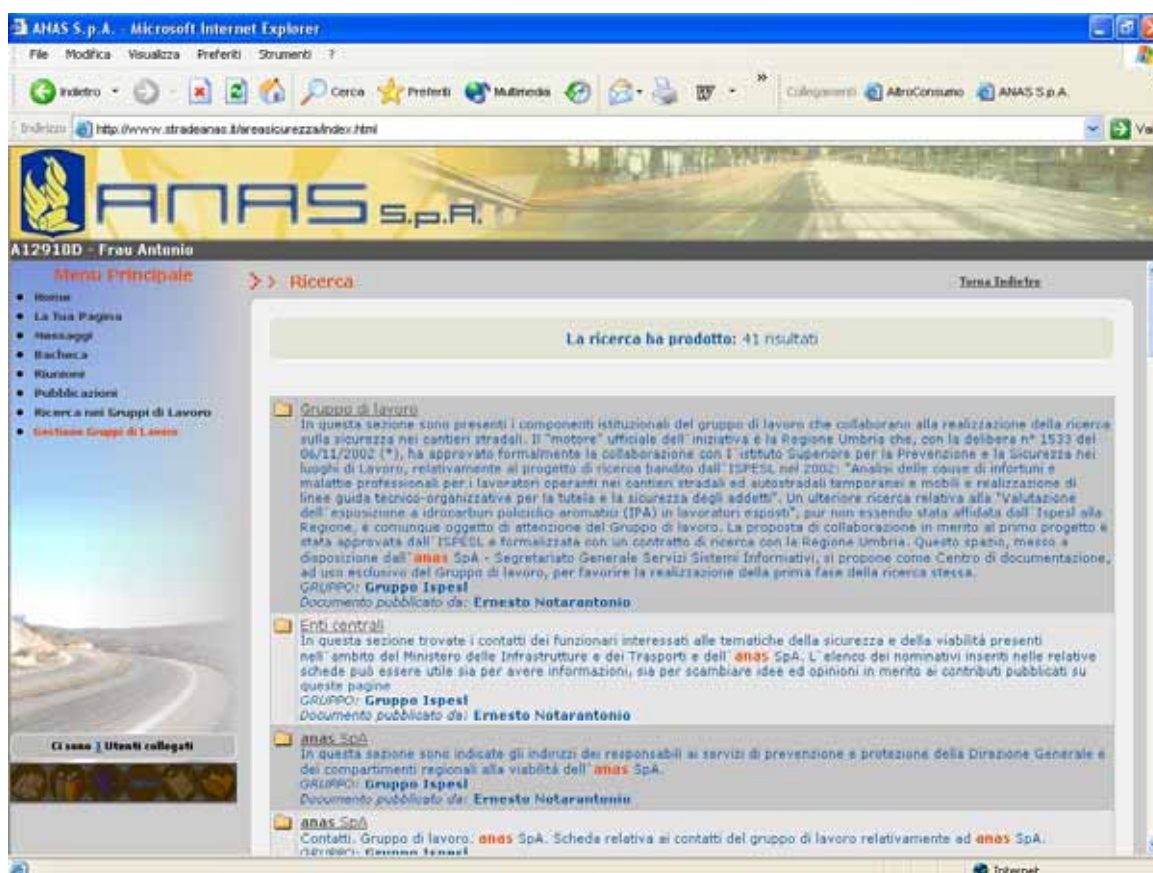 ANAS S.p.A. - Microsoft Internet Explorer
File Modifica Visualizza Preferiti Strumenti ?
Indietro Cerca Preferiti Multimedia W » Collegamenti AltroConsumo ANAS S.p.A.
Indirizzo http://www.stradeanas.it/areasicurezza/index.html Vai
ANAS S.p.A.
A12910D - Frau Antonio
Menu Principale
Home
La Tua Pagina
Messaggi
Bacheca
Riunioni
Pubblicazioni
Ricerca nei Gruppi di Lavoro
Gestione Gruppi di Lavoro
Ci sono 1 Utenti collegati
>> Ricerca
Torna Indietro
La ricerca ha prodotto: 41 risultati
Gruppo di lavoro
In questa sezione sono presenti i componenti istituzionali del gruppo di lavoro che collaborano alla realizzazione della ricerca
sulla sicurezza nei cantieri stradali. Il "motore" ufficiale dell`iniziativa è la Regione Umbria che, con la delibera n° 1533 del
06/11/2002 (*), ha approvato formalmente la collaborazione con l`istituto Superiore per la Prevenzione e la Sicurezza nei
luoghi di Lavoro, relativamente al progetto di ricerca bandito dall`ISPESL nel 2002: "Analisi delle cause di infortuni e
malattie professionali per i lavoratori operanti nei cantieri stradali ed autostradali temporanei e mobili e realizzazione di
linee guida tecnico-organizzative per la tutela e la sicurezza degli addetti". Un ulteriore ricerca relativa alla "Valutazione
dell`esposizione a idrocarburi policiclici aromatici (IPA) in lavoratori esposti", pur non essendo stata affidata dall`Ispesl alla
Regione, è comunque oggetto di attenzione del Gruppo di lavoro. La proposta di collaborazione in merito al primo progetto è
stata approvata dall`ISPESL e formalizzata con un contratto di ricerca con la Regione Umbria. Questo spazio, messo a
disposizione dall`anas SpA - Segretariato Generale Servizi Sistemi Informativi, si propone come Centro di documentazione,
ad uso esclusivo del Gruppo di lavoro, per favorire la realizzazione della prima fase della ricerca stessa.
GRUPPO: Gruppo Ispesl
Documento pubblicato da: Ernesto Notarantonio
Enti centrali
In questa sezione trovate i contatti dei funzionari interessati alle tematiche della sicurezza e della viabilità presenti
nell`ambito del Ministero delle Infrastrutture e dei Trasporti e dell`anas SpA. L`elenco dei nominativi inseriti nelle relative
schede può essere utile sia per avere informazioni, sia per scambiare idee ed opinioni in merito ai contributi pubblicati su
queste pagine
GRUPPO: Gruppo Ispesl
Documento pubblicato da: Ernesto Notarantonio
anas SpA
In questa sezione sono indicate gli indirizzi dei responsabili ai servizi di prevenzione e protezione della Direzione Generale e
dei compartimenti regionali alla viabilità dell`anas SpA.
GRUPPO: Gruppo Ispesl
Documento pubblicato da: Ernesto Notarantonio
anas SpA
Contatti. Gruppo di lavoro. anas SpA. Schede relativa ai contatti del gruppo di lavoro relativamente ad anas SpA.
GRUPPO: Gruppo Ispesl
Internet